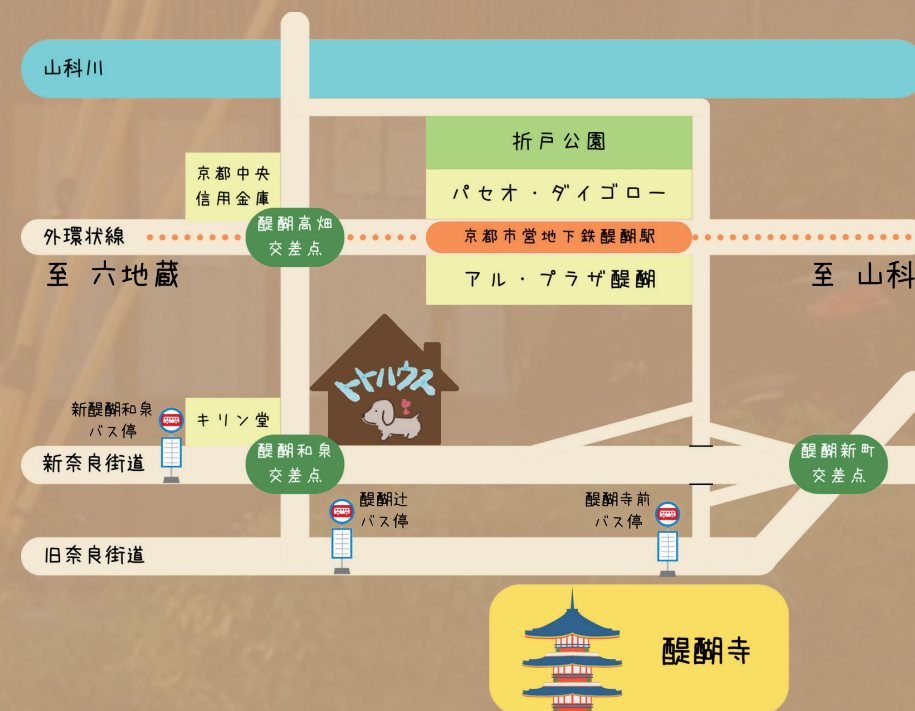 山科川
折戸公園
京都中央
信用金庫
パセオ・ダイゴロー
醍醐高畑
交差点
外環状線
京都市営地下鉄醍醐駅
至 六地蔵
アル・プラザ醍醐
至 山科
トトハウス
新醍醐和泉
バス停
キリン堂
新奈良街道
醍醐和泉
交差点
醍醐新町
交差点
醍醐辻
バス停
醍醐寺前
バス停
旧奈良街道
醍醐寺